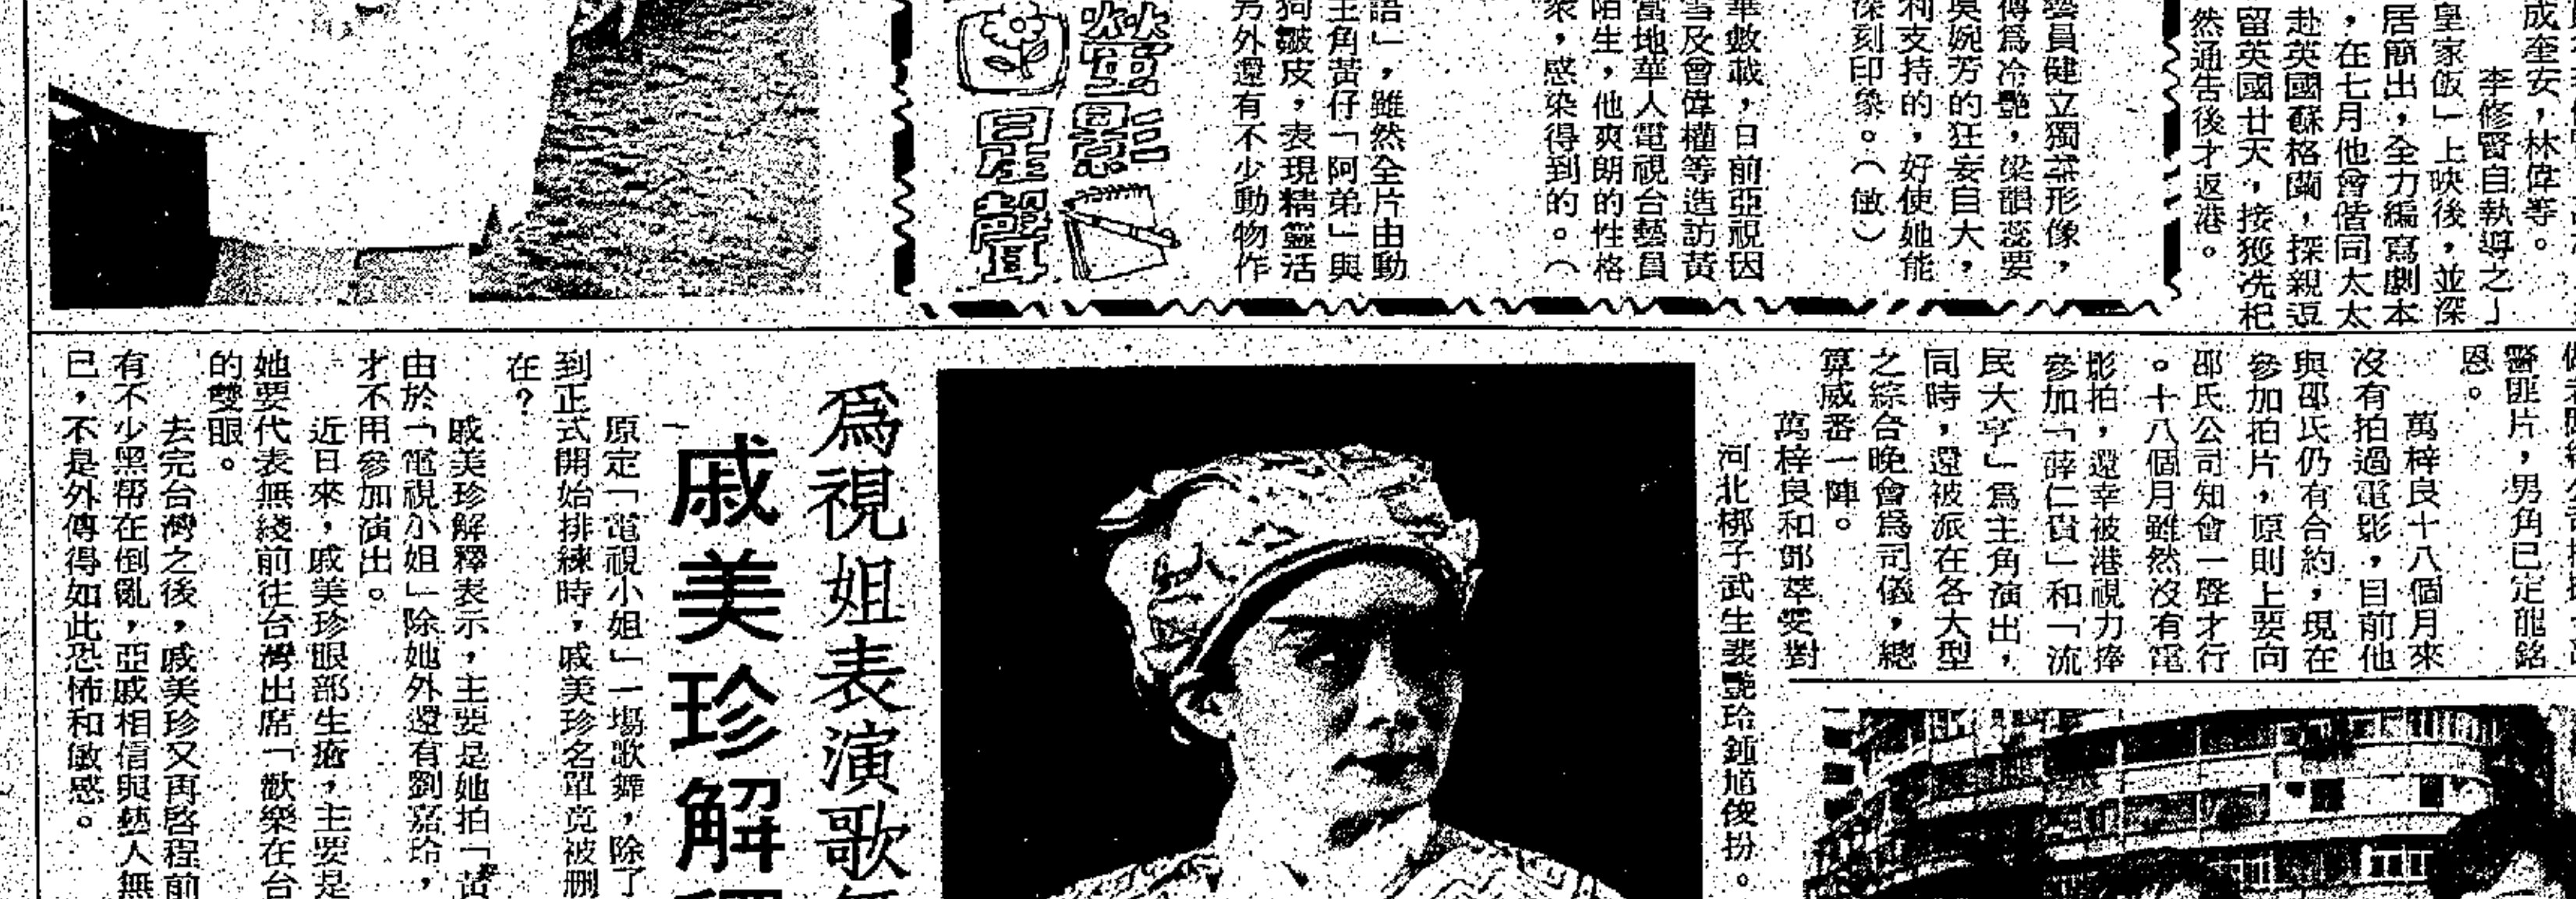 成奎安，林偉等。
李修賢自執導之「
皇家飯」上映後，並深
居簡出，全力編寫劇本
，在七月他會偕同太太
赴英國蘇格蘭，探親逗
留英國廿天，接獲冼杞
然通告後才返港。
藝員健立獨立形像，
傳爲冷艷，梁韻蕊要
莫婉芳的狂妄自大，
利支持的，好使她能
深刻印象。（敏）
華數載，日前亞視因
雪及曾偉權等造訪黃
當地華人電視台藝員
陌生，他爽朗的性格
衆，感染得到的。（
語」，雖然全片由動
主角黃仔「阿弟」與
狗皺皮，表現精靈活
另外還有不少動物作
螢影
星聲
醫匪片，男角已定龍銘
恩。
萬梓良十八個月來
沒有拍過電影，目前他
與邵氏仍有合約，現在
參加拍片，原則上要向
邵氏公司知會一聲才行
。十八個月雖然沒有電
影拍，還幸被港視力捧
參加「薛仁貴」和「流
民大亨」爲主角演出，
同時，還被派在各大型
之綜合晚會爲司儀，總
算威番一陣。
萬梓良和鄧萃雯對
河北梆子武生裴艷玲鍾馗俊扮。
爲視姐表演歌
戚美珍解
原定「電視小姐」一場歌舞，除了
到正式開始排練時，戚美珍名單竟被刪
在？
戚美珍解釋表示，主要是她拍「
由於「電視小姐」除她外還有劉嘉玲，
才不用參加演出。
近日來，戚美珍眼部生瘡，主要是
她要代表無綫前往台灣出席「歡樂在台
的雙眼。
去完台灣之後，戚美珍又再啓程前
有不少黑幫在倒亂，亞戚相信與藝人無
已，不是外傳得如此恐怖和敏感。